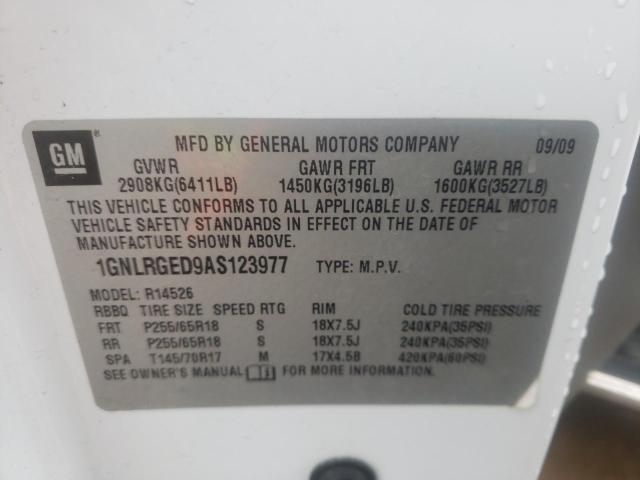 GM ® MFD BY GENERAL MOTORS COMPANY 09/09
GVWR GAWR FRT GAWR RR
2908KG(6411LB) 1450KG(3196LB) 1600KG(3527LB)
THIS VEHICLE CONFORMS TO ALL APPLICABLE U.S. FEDERAL MOTOR
VEHICLE SAFETY STANDARDS IN EFFECT ON THE DATE OF
MANUFACTURE SHOWN ABOVE.
1GNLRGED9AS123977 TYPE: M.P.V.
MODEL: R14526
RBBQ TIRE SIZE SPEED RTG RIM COLD TIRE PRESSURE
FRT P255/65R18 S 18X7.5J 240KPA(35PSI)
RR P255/65R18 S 18X7.5J 240KPA(35PSI)
SPA T145/70R17 M 17X4.5B 420KPA(60PSI)
SEE OWNER'S MANUAL FOR MORE INFORMATION